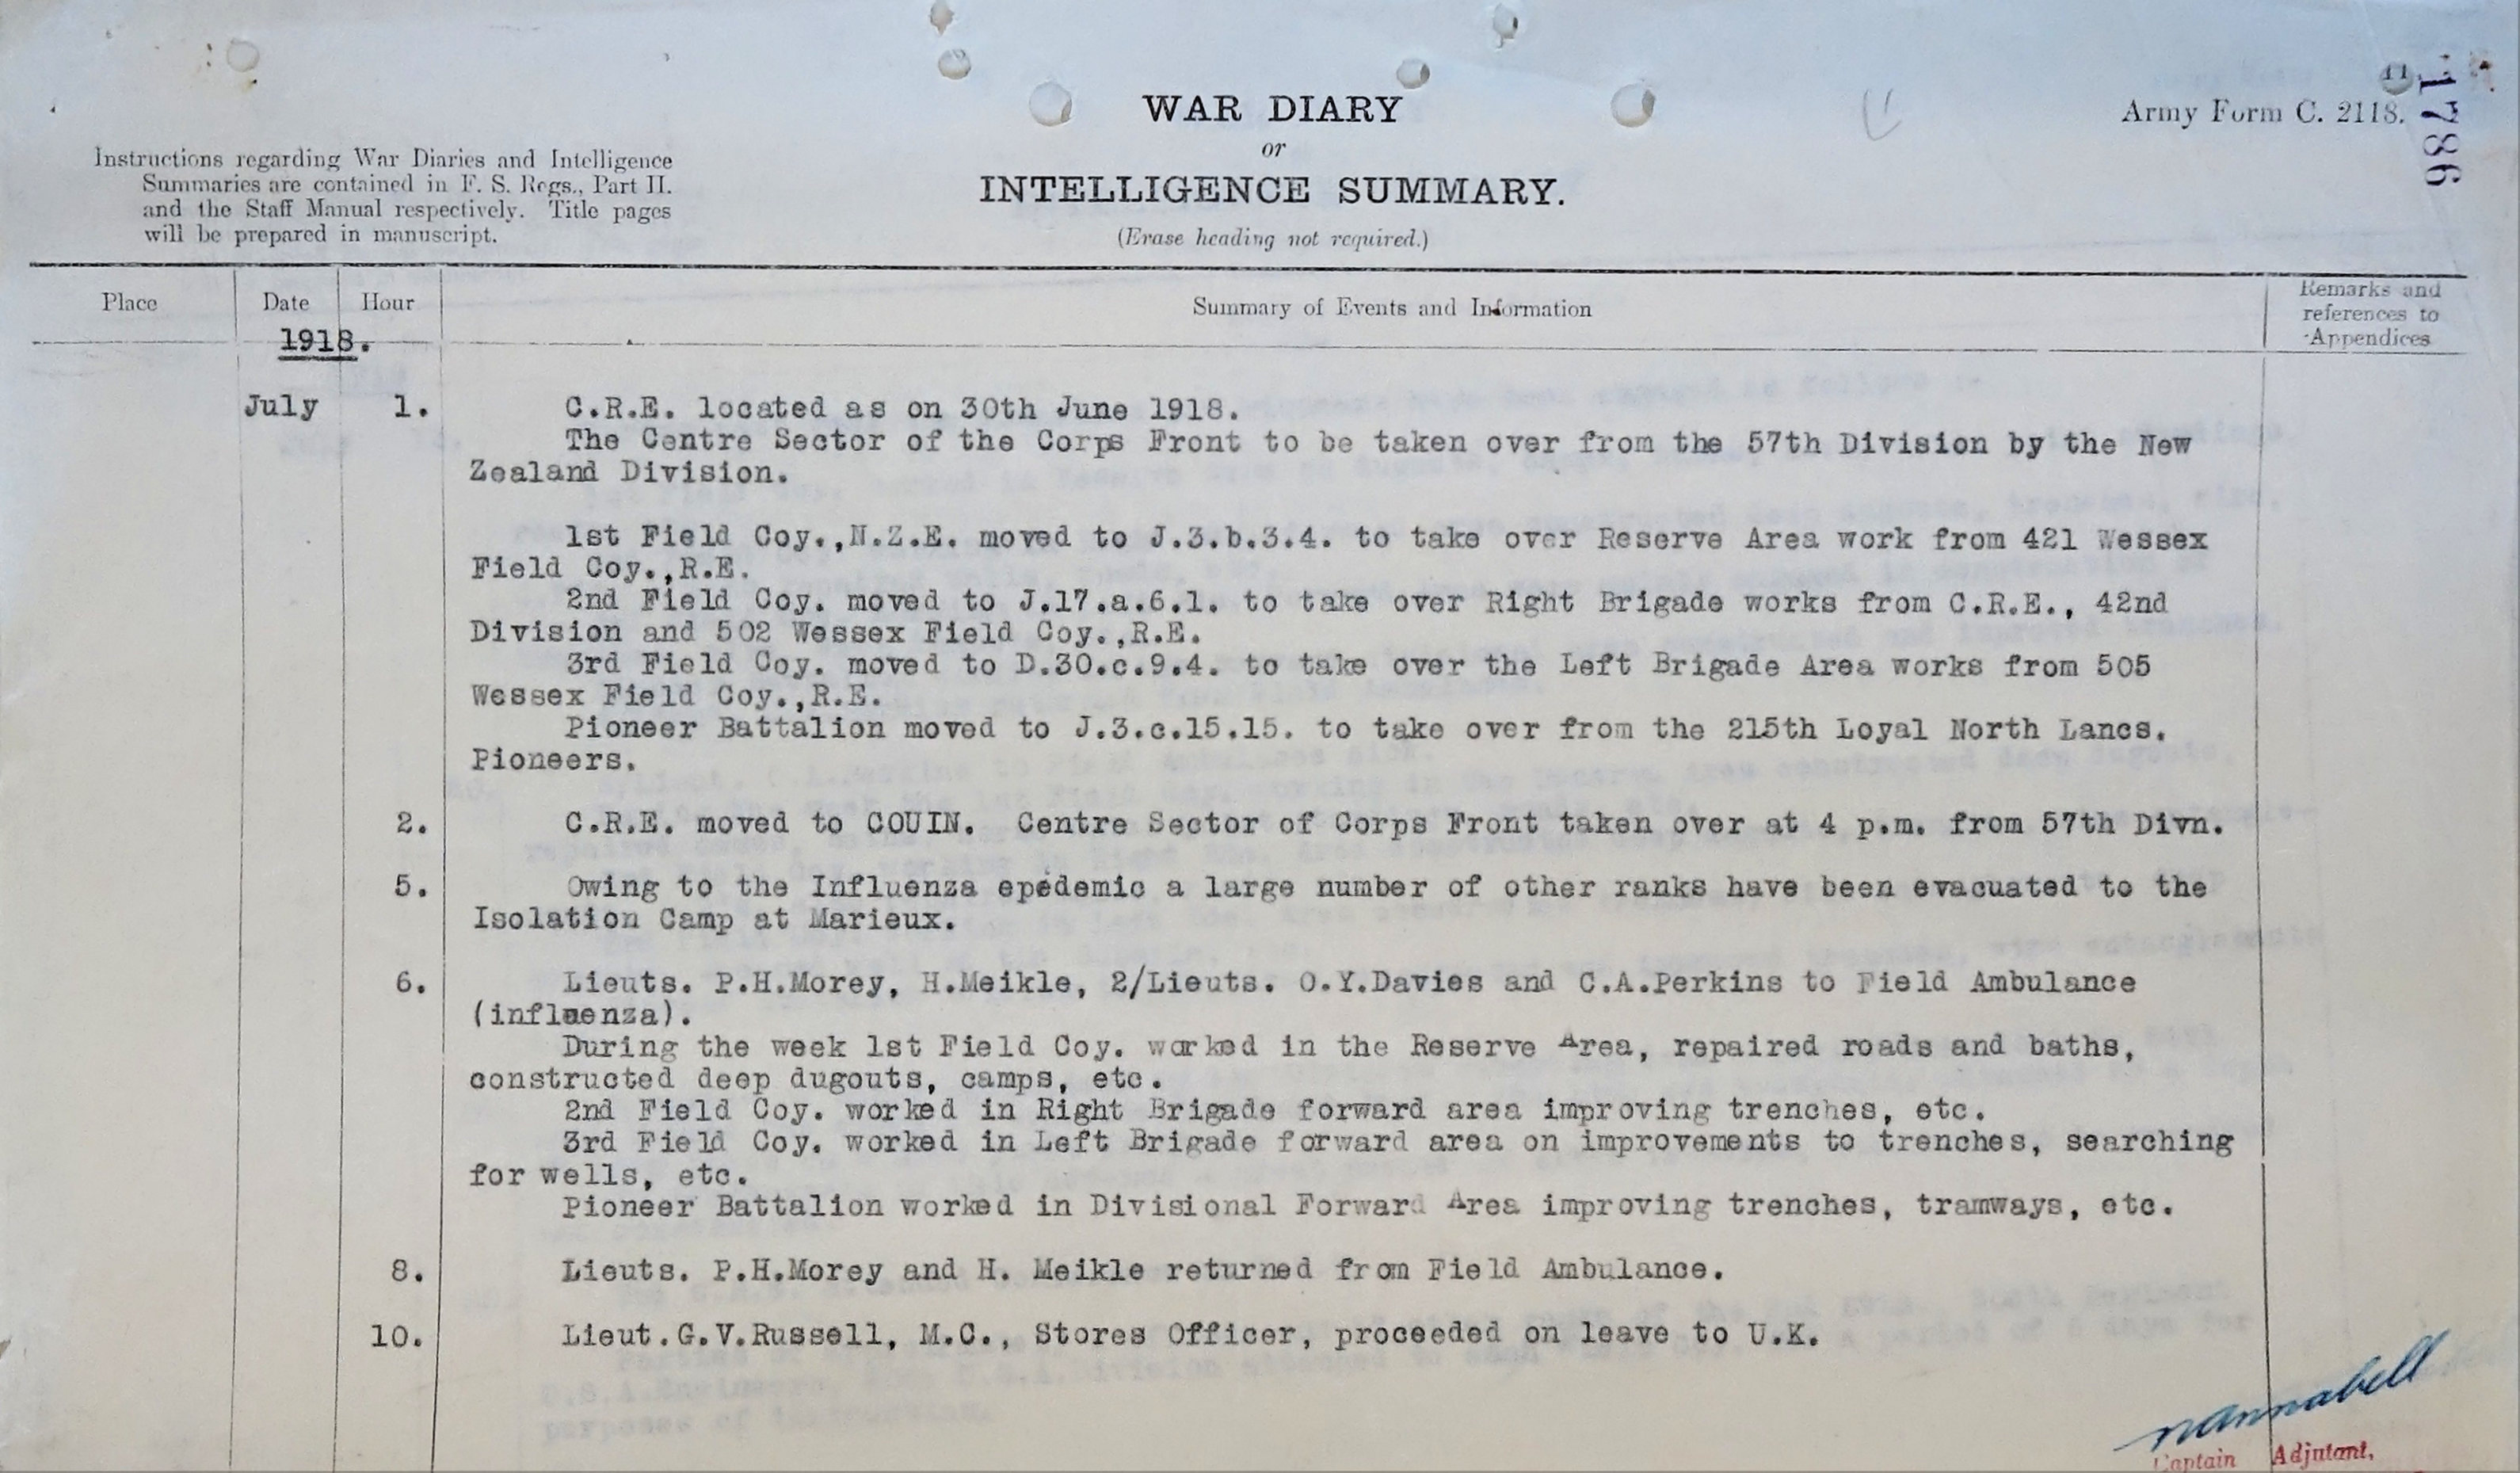 Army Form C. 2118.
1786
WAR DIARY
or
INTELLIGENCE SUMMARY.
(Erase heading not required.)
Instructions regarding War Diaries and Intelligence
Summaries are contained in F. S. Regs., Part II.
and the Staff Manual respectively. Title pages
will be prepared in manuscript.
Place Date Hour Summary of Events and Information Remarks and
references to
Appendices
1918.
July 1. C.R.E. located as on 30th June 1918.
The Centre Sector of the Corps Front to be taken over from the 57th Division by the New
Zealand Division.
1st Field Coy.,N.Z.E. moved to J.3.b.3.4. to take over Reserve Area work from 421 Wessex
Field Coy.,R.E.
2nd Field Coy. moved to J.17.a.6.1. to take over Right Brigade works from C.R.E., 42nd
Division and 502 Wessex Field Coy.,R.E.
3rd Field Coy. moved to D.30.c.9.4. to take over the Left Brigade Area works from 505
Wessex Field Coy.,R.E.
Pioneer Battalion moved to J.3.c.15.15. to take over from the 215th Loyal North Lancs.
Pioneers.
2. C.R.E. moved to COUIN. Centre Sector of Corps Front taken over at 4 p.m. from 57th Divn.
5. Owing to the Influenza epedemic a large number of other ranks have been evacuated to the
Isolation Camp at Marieux.
6. Lieuts. P.H.Morey, H.Meikle, 2/Lieuts. O.Y.Davies and C.A.Perkins to Field Ambulance
(influenza).
During the week 1st Field Coy. worked in the Reserve Area, repaired roads and baths,
constructed deep dugouts, camps, etc.
2nd Field Coy. worked in Right Brigade forward area improving trenches, etc.
3rd Field Coy. worked in Left Brigade forward area on improvements to trenches, searching
for wells, etc.
Pioneer Battalion worked in Divisional Forward Area improving trenches, tramways, etc.
8. Lieuts. P.H.Morey and H. Meikle returned from Field Ambulance.
10. Lieut.G.V.Russell, M.C., Stores Officer, proceeded on leave to U.K.
Captain Adjutant,